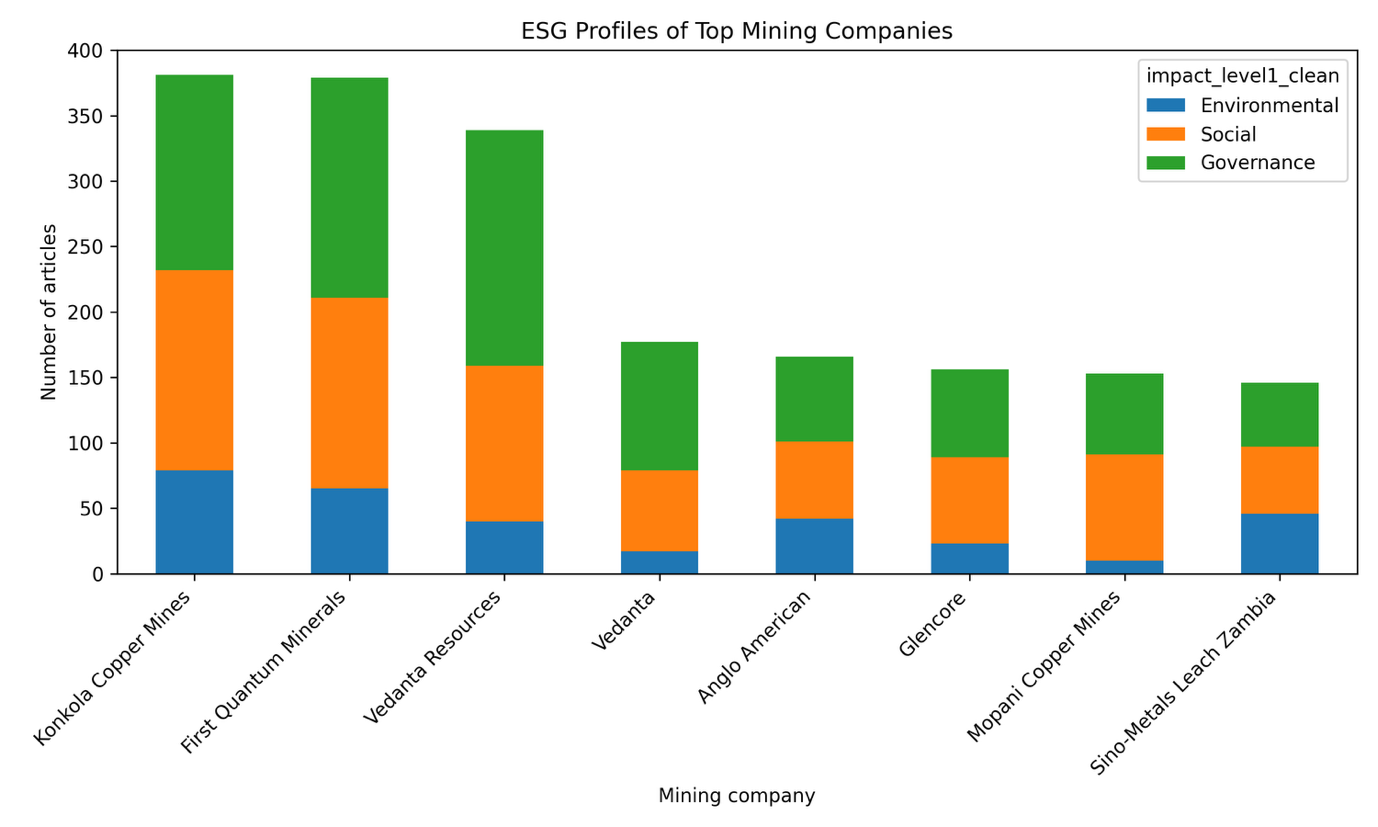 ESG Profiles of Top Mining Companies
400
350
300
250
200
150
100
50
0
Number of articles
impact_level1_clean
Environmental
Social
Governance
Konkola Copper Mines
First Quantum Minerals
Vedanta Resources
Vedanta
Anglo American
Glencore
Mopani Copper Mines
Sino-Metals Leach Zambia
Mining company